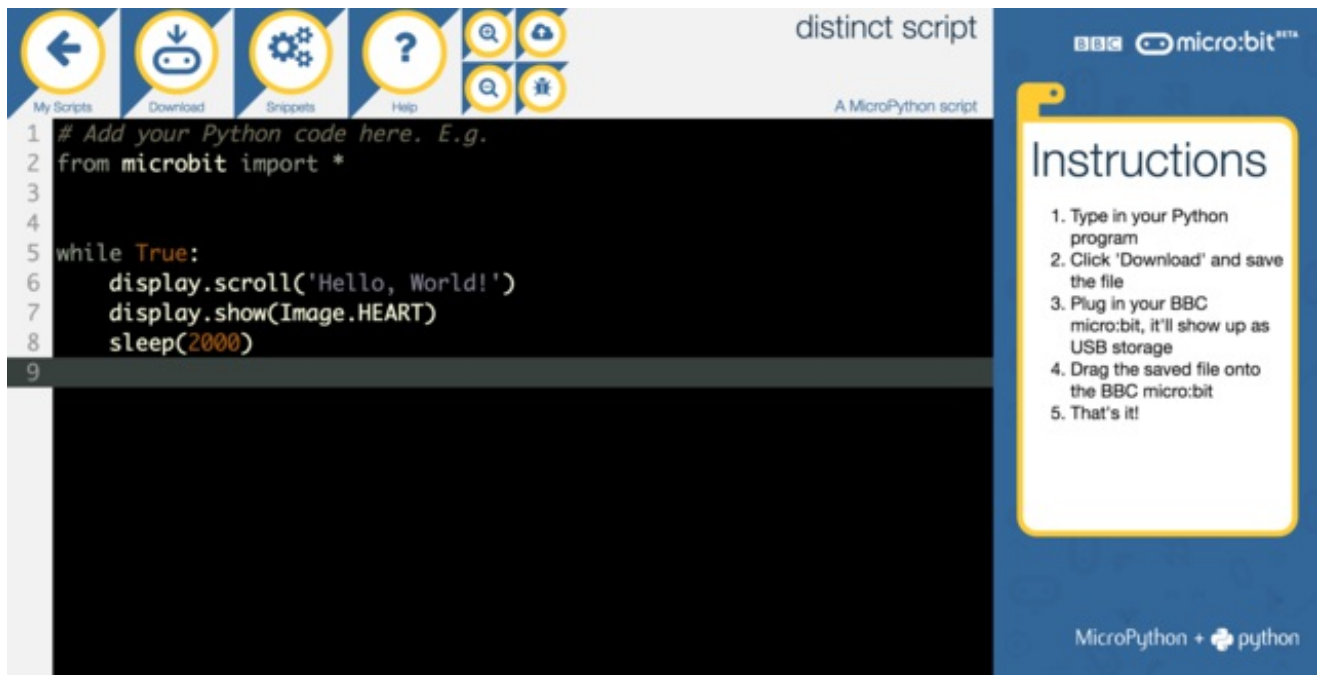 My Scripts
Download
Snippets
Help
distinct script
A MicroPython script
1 # Add your Python code here. E.g.
2 from microbit import *
3
4
5 while True:
6     display.scroll('Hello, World!')
7     display.show(Image.HEART)
8     sleep(2000)
9
BBC micro:bit BETA
Instructions
1. Type in your Python
program
2. Click 'Download' and save
the file
3. Plug in your BBC
micro:bit, it'll show up as
USB storage
4. Drag the saved file onto
the BBC micro:bit
5. That's it!
MicroPython + python